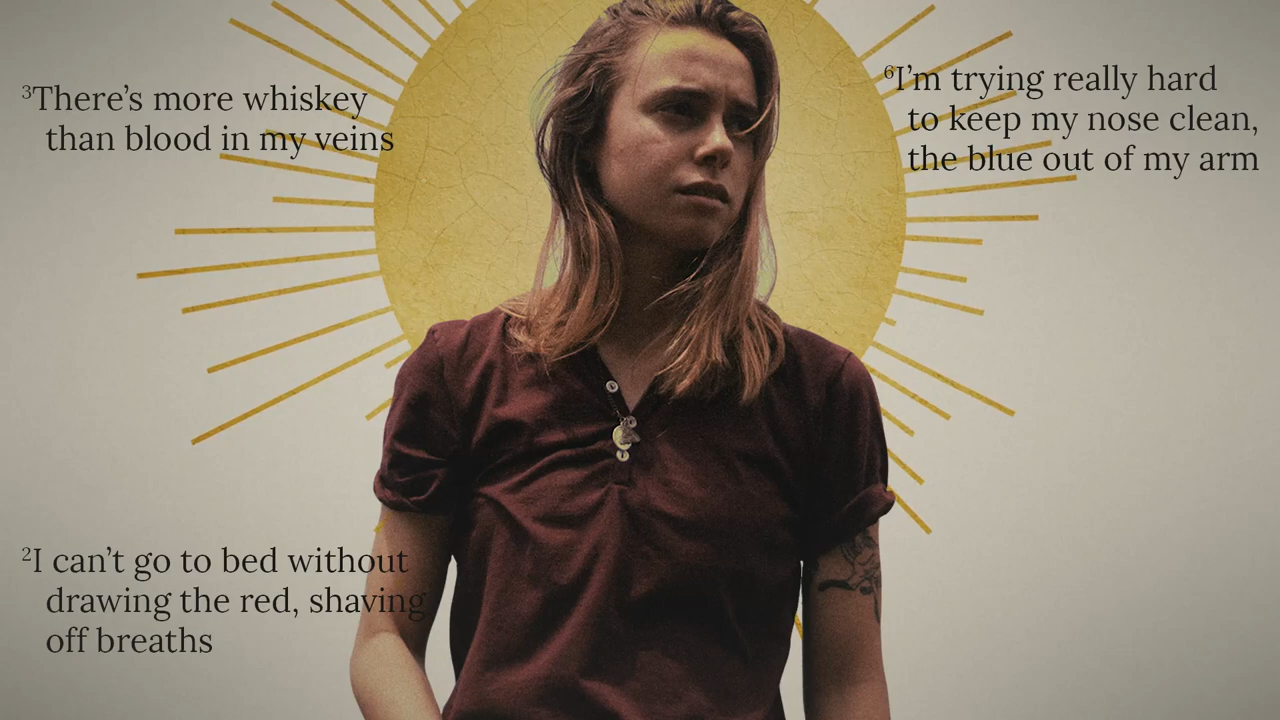 ³There's more whiskey
than blood in my veins
⁶I'm trying really hard
to keep my nose clean,
the blue out of my arm
²I can't go to bed without
drawing the red, shaving
off breaths